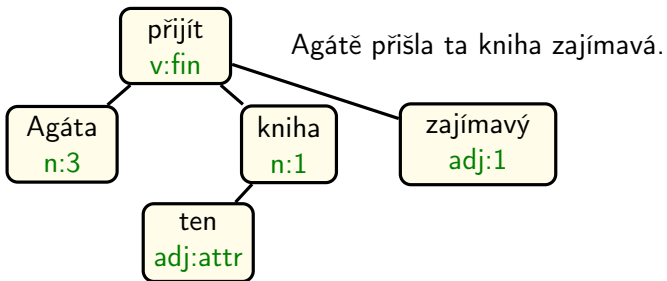 přijít
v:fin
Agátě přišla ta kniha zajímavá.
Agáta
n:3
kniha
n:1
zajímavý
adj:1
ten
adj:attr